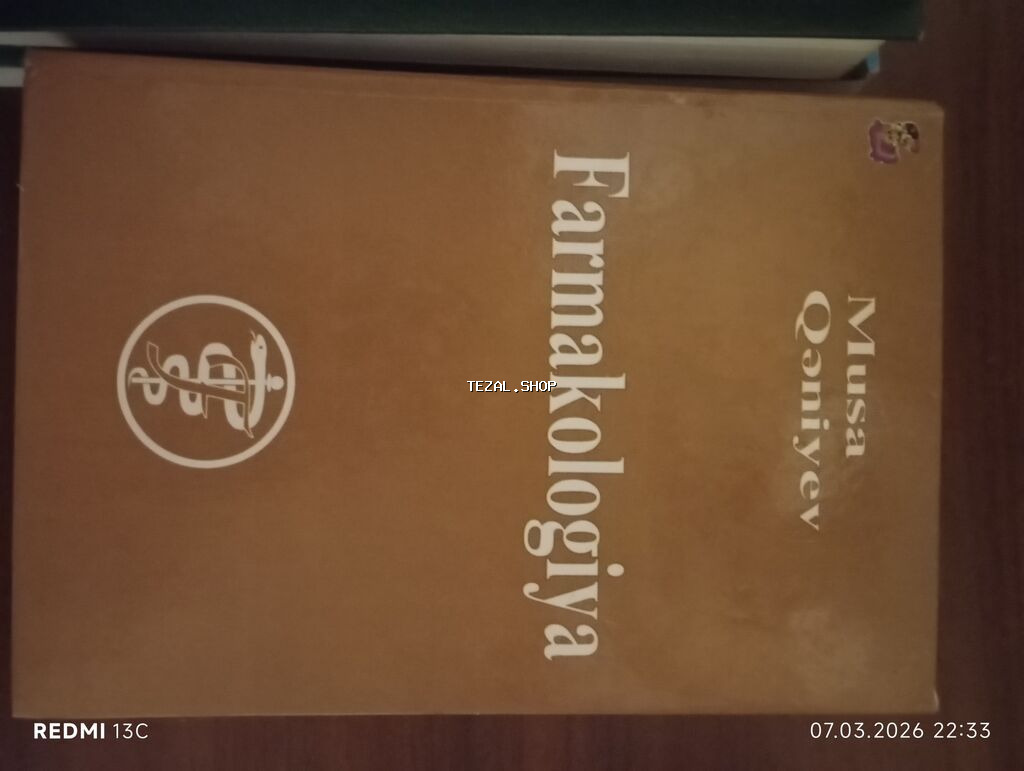 Musa
Qəniyev
Farmakologiya
TEZAL.SHOP
REDMI 13C
07.03.2026 22:33